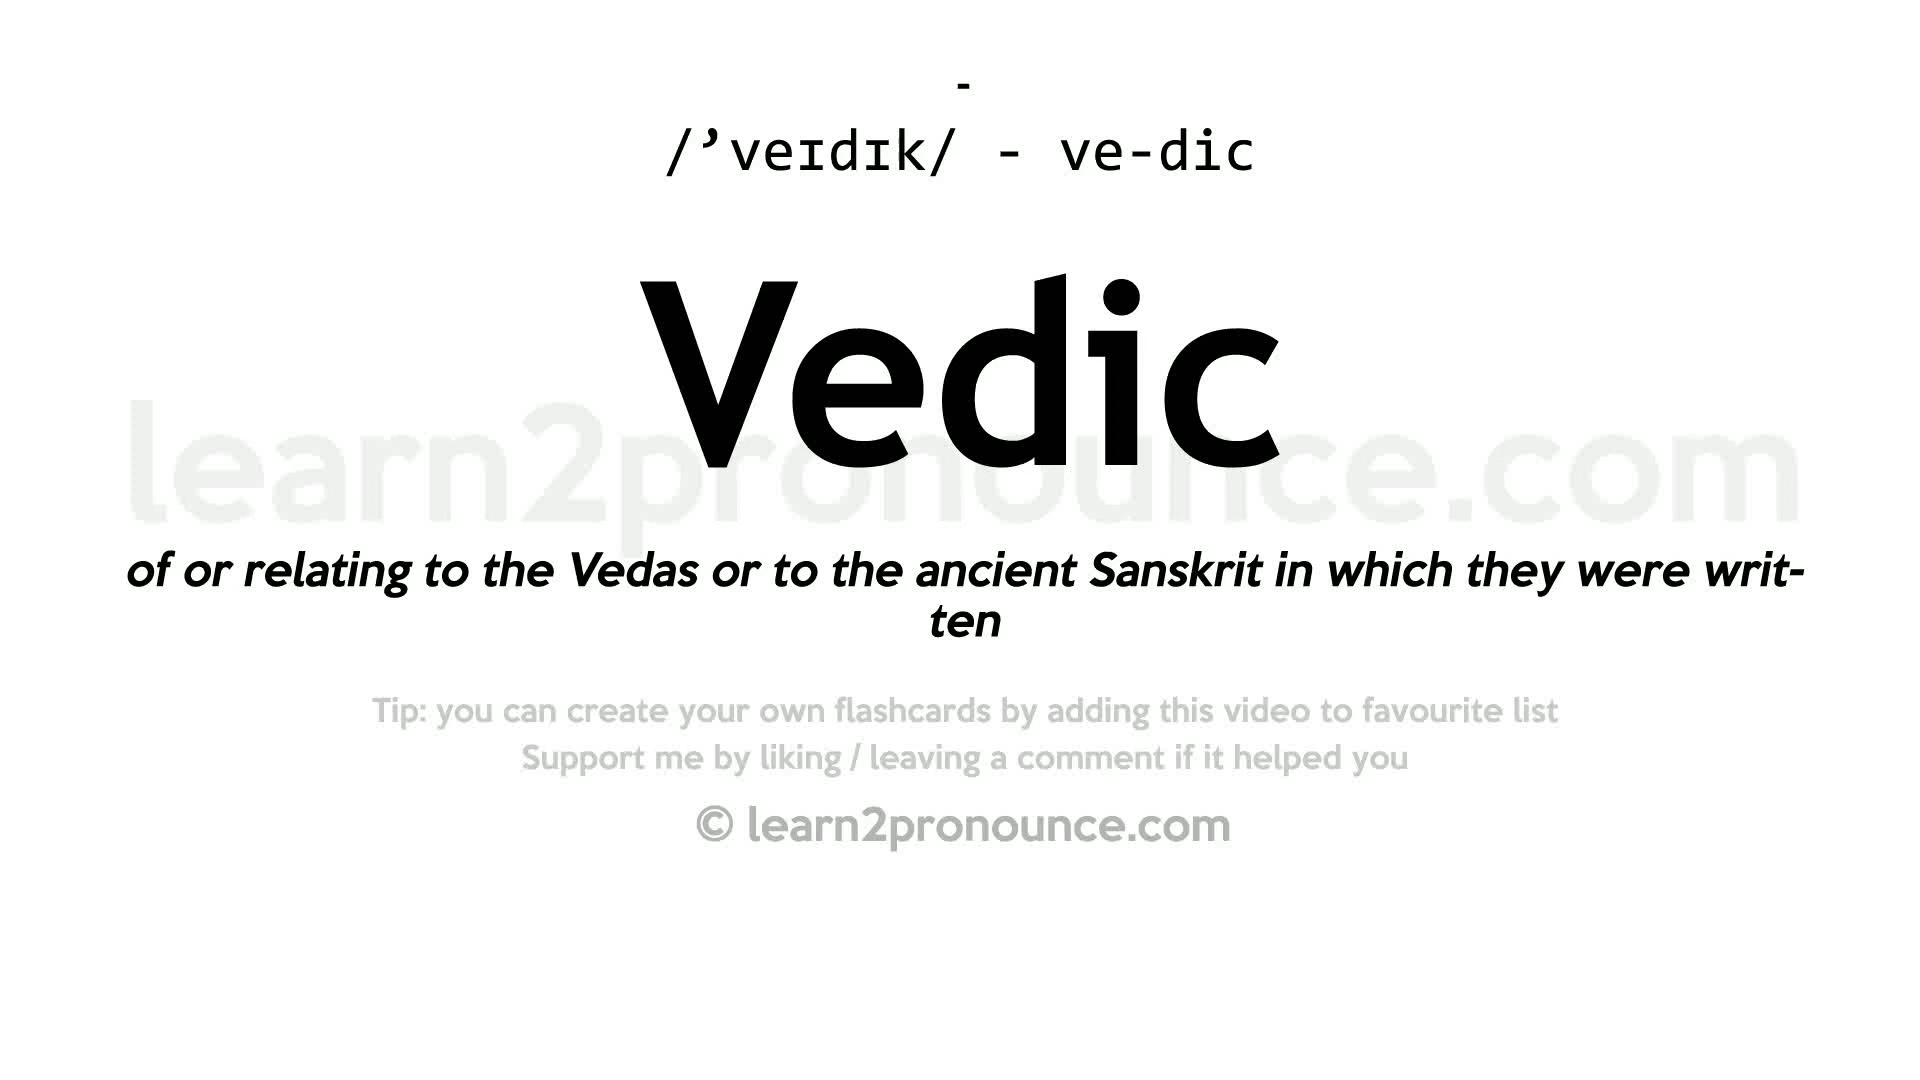 -
/’veɪdɪk/ - ve-dic
Vedic
learn2pronounce.com
of or relating to the Vedas or to the ancient Sanskrit in which they were writ-
ten
Tip: you can create your own flashcards by adding this video to favourite list
Support me by liking / leaving a comment if it helped you
© learn2pronounce.com